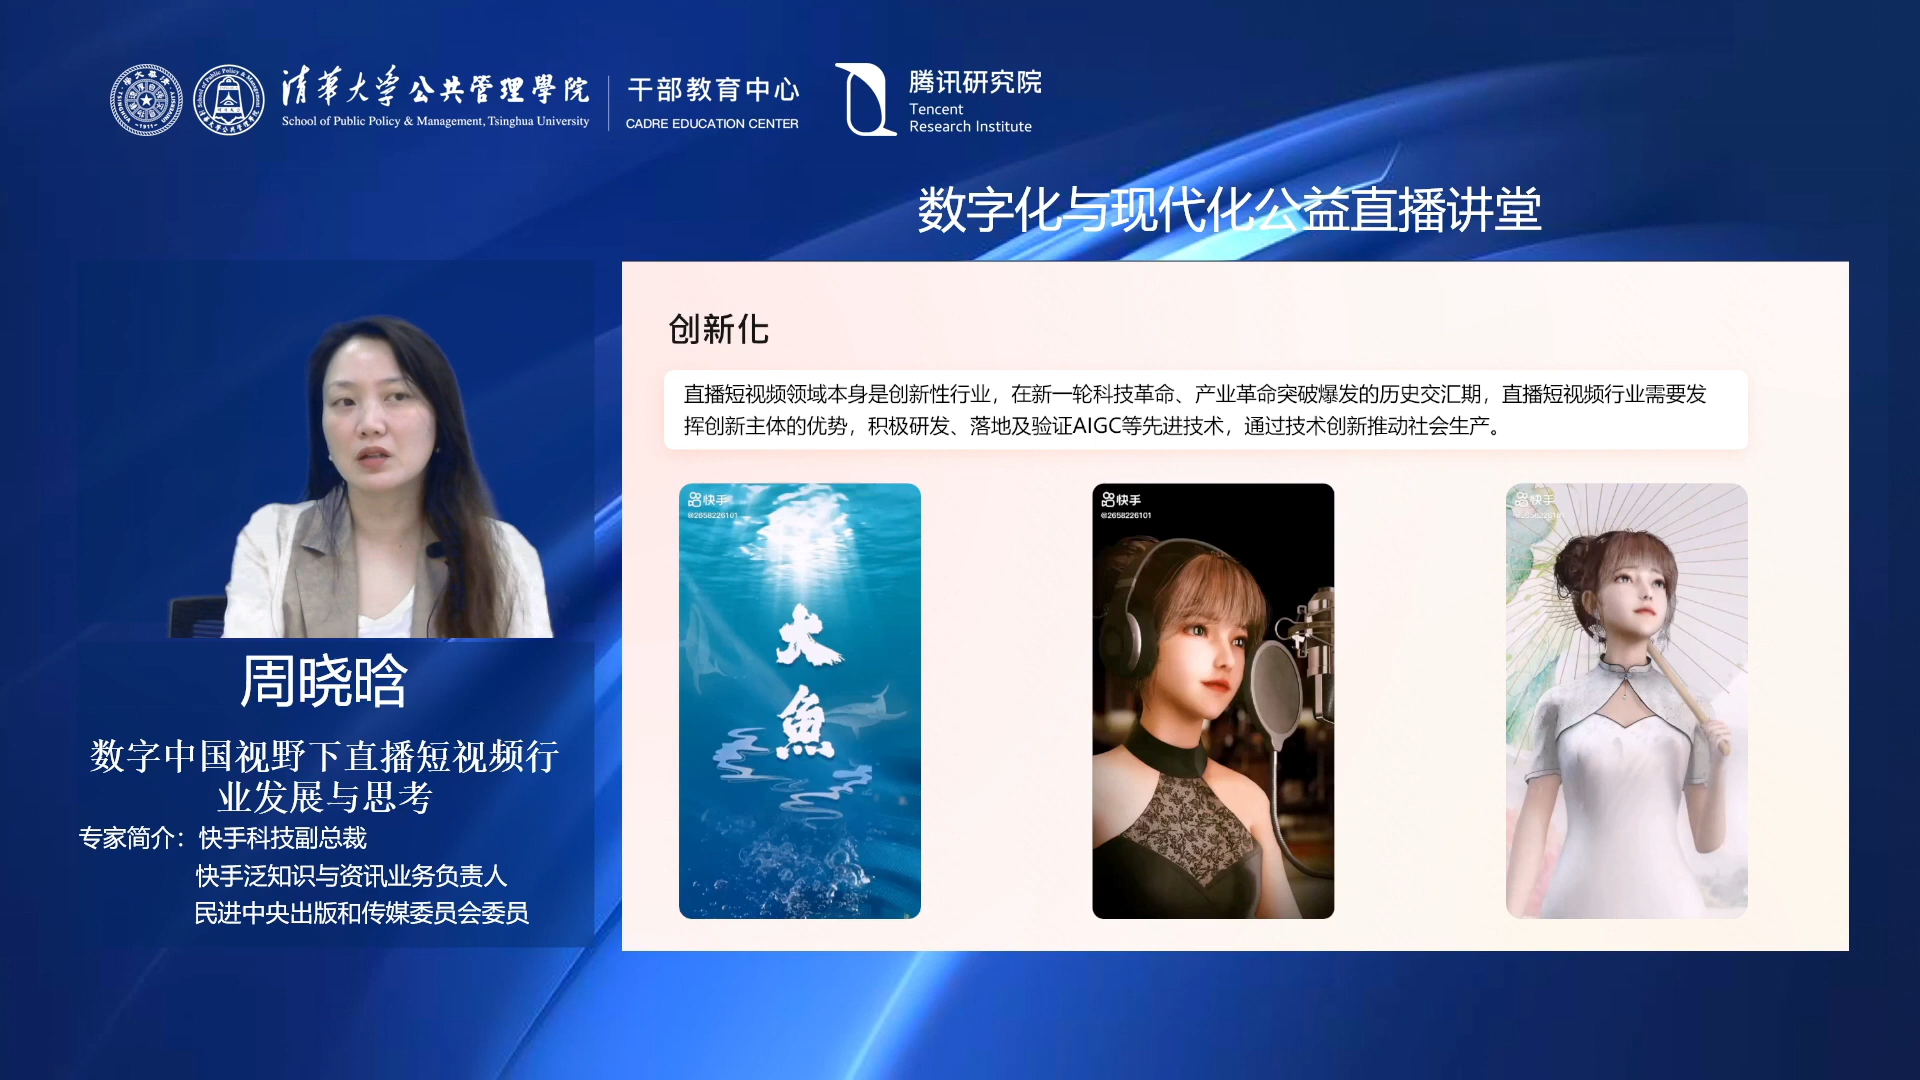 清華大学公共管理學院
School of Public Policy & Management, Tsinghua University
干部教育中心
CADRE EDUCATION CENTER
腾讯研究院
Tencent
Research Institute
数字化与现代化公益直播讲堂
创新化
直播短视频领域本身是创新性行业，在新一轮科技革命、产业革命突破爆发的历史交汇期，直播短视频行业需要发
挥创新主体的优势，积极研发、落地及验证AIGC等先进技术，通过技术创新推动社会生产。
快手
@2658226101
大
魚
快手
@2658226101
快手
周晓晗
数字中国视野下直播短视频行
业发展与思考
专家简介：快手科技副总裁
快手泛知识与资讯业务负责人
民进中央出版和传媒委员会委员